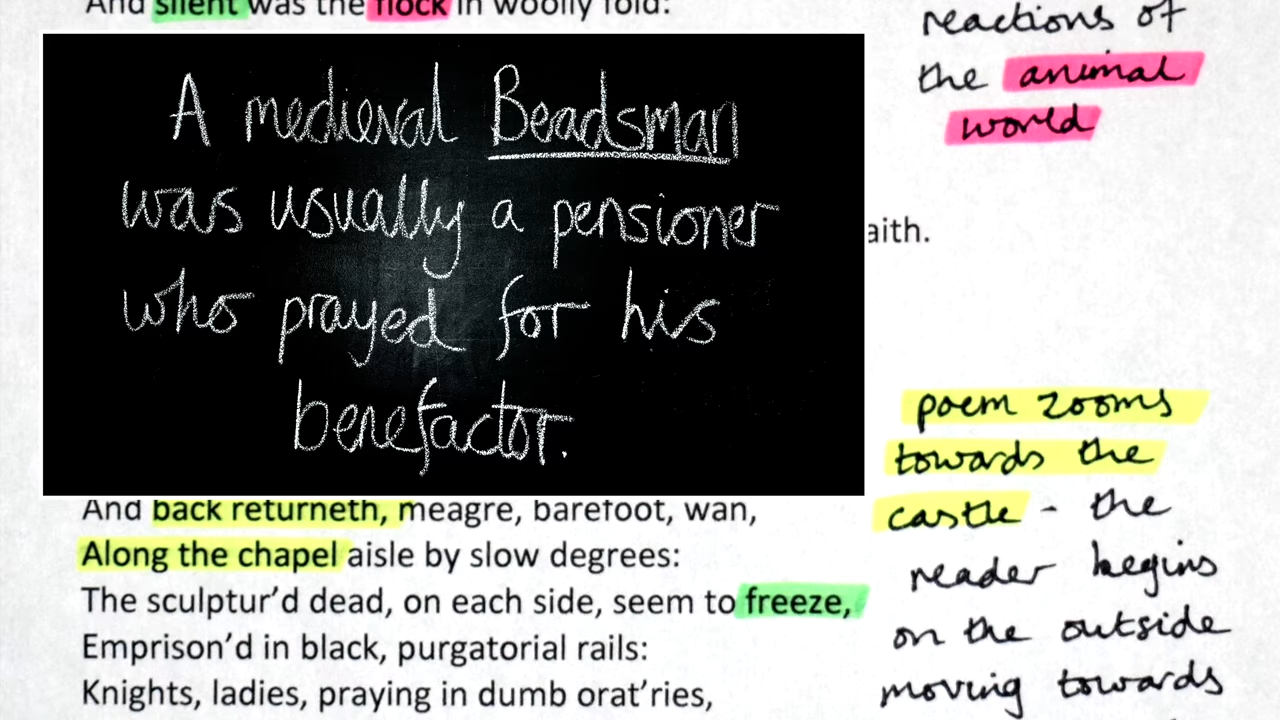 And silent was the flock in woolly fold:
A medieval Beadsman
was usually a pensioner
who prayed for his
benefactor.
aith.
And back returneth, meagre, barefoot, wan,
Along the chapel aisle by slow degrees:
The sculptur’d dead, on each side, seem to freeze,
Emprison’d in black, purgatorial rails:
Knights, ladies, praying in dumb orat’ries,
reactions of
the animal
world
poem zooms
towards the
castle - the
reader begins
on the outside
moving towards